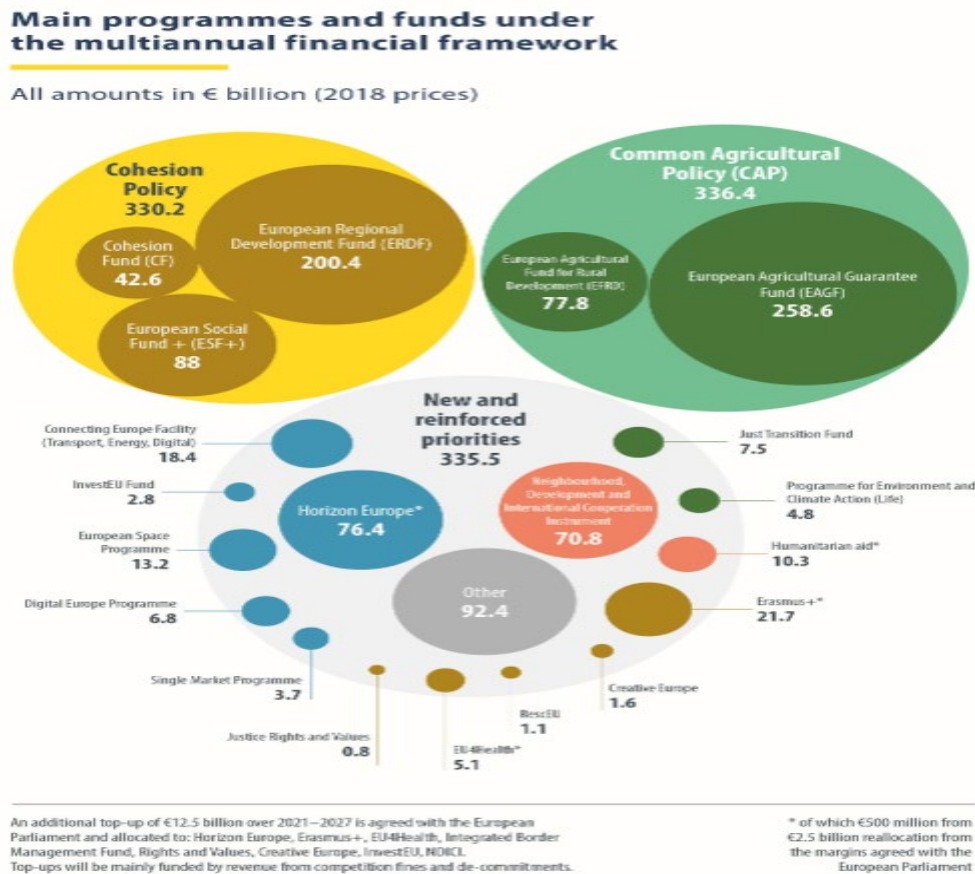 Main programmes and funds under
the multiannual financial framework
All amounts in € billion (2018 prices)
Cohesion
Policy
330.2
European Regional
Development Fund (ERDF)
200.4
Cohesion
Fund (CF)
42.6
European Social
Fund + (ESF+)
88
Common Agricultural
Policy (CAP)
336.4
European Agricultural
Fund for Rural
Development (EFRD)
77.8
European Agricultural Guarantee
Fund (EAGF)
258.6
New and
reinforced
priorities
335.5
Connecting Europe Facility
(Transport, Energy, Digital)
18.4
InvestEU Fund
2.8
European Space
Programme
13.2
Digital Europe Programme
6.8
Single Market Programme
3.7
Justice Rights and Values
0.8
EU4Health*
5.1
RescEU
1.1
Creative Europe
1.6
Horizon Europe*
76.4
Neighbourhood,
Development and
International Cooperation
Instrument
70.8
Other
92.4
Just Transition Fund
7.5
Programme for Environment and
Climate Action (Life)
4.8
Humanitarian aid*
10.3
Erasmus+*
21.7
An additional top-up of €12.5 billion over 2021–2027 is agreed with the European
Parliament and allocated to: Horizon Europe, Erasmus+, EU4Health, Integrated Border
Management Fund, Rights and Values, Creative Europe, InvestEU, NDICI.
Top-ups will be mainly funded by revenue from competition fines and de-commitments.
* of which €500 million from
€2.5 billion reallocation from
the margins agreed with the
European Parliament